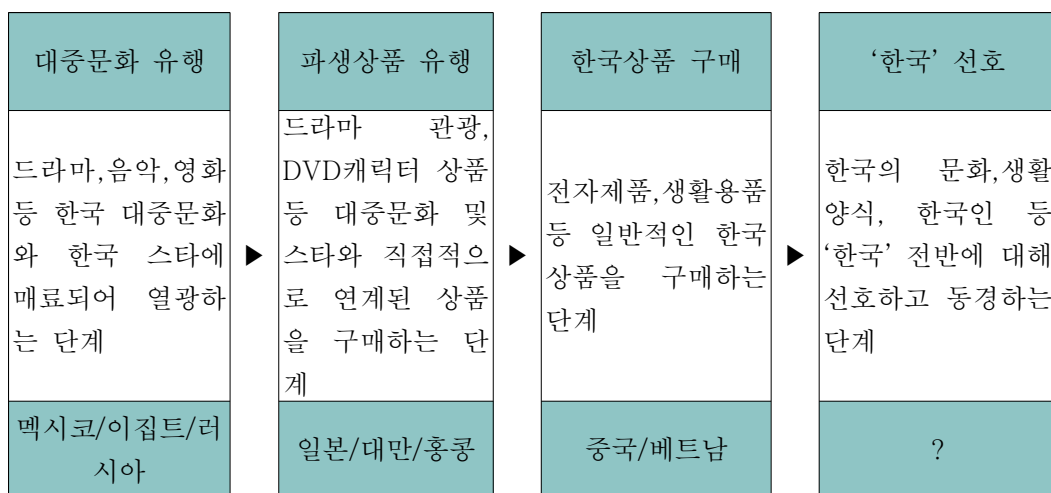 대중문화 유행
드라마,음악,영화
등 한국 대중문화
와 한국 스타에
매료되어 열광하
는 단계
멕시코/이집트/러
시아
▶
파생상품 유행
드라마 관광,
DVD캐릭터 상품
등 대중문화 및
스타와 직접적으
로 연계된 상품
을 구매하는 단
계
일본/대만/홍콩
▶
한국상품 구매
전자제품,생활용품
등 일반적인 한국
상품을 구매하는
단계
중국/베트남
▶
‘한국’ 선호
한국의 문화,생활
양식, 한국인 등
‘한국’ 전반에 대해
선호하고 동경하는
단계
?